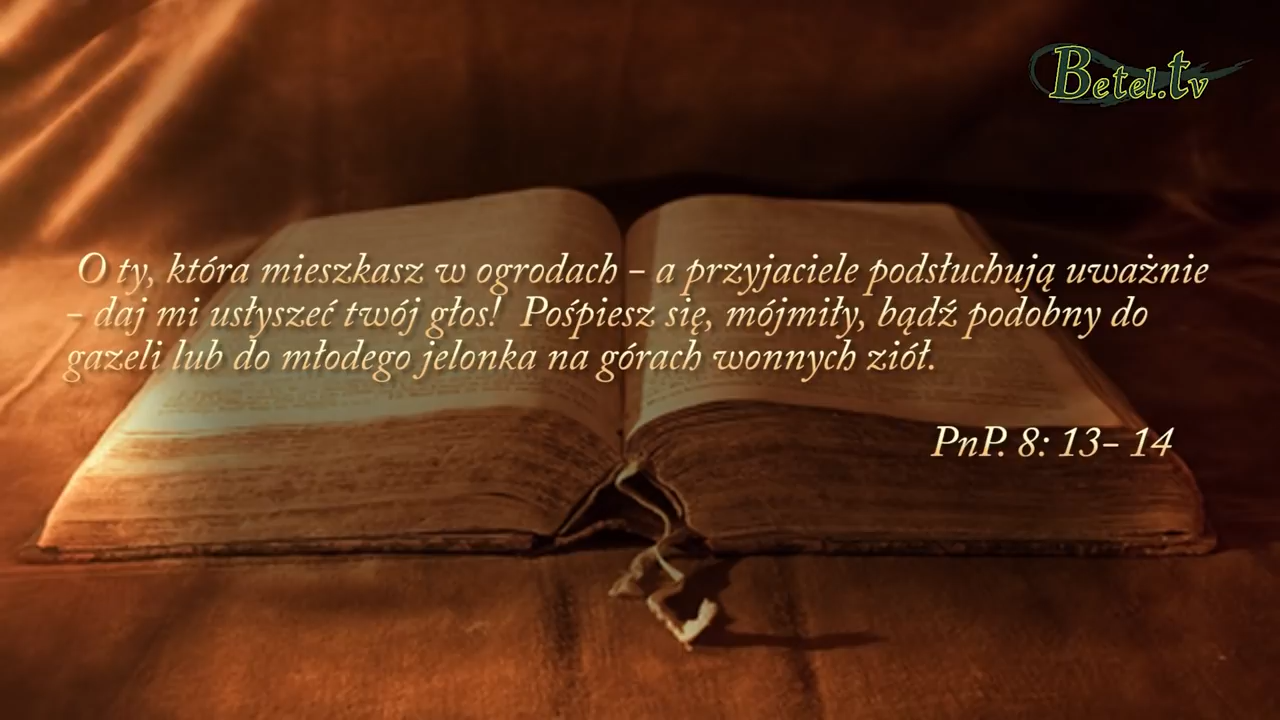 Betel.tv
O ty, która mieszkasz w ogrodach – a przyjaciele podsłuchują uważnie
– daj mi usłyszeć twój głos! Pośpiesz się, mójmiły, bądź podobny do
gazeli lub do młodego jelonka na górach wonnych ziół.
PnP. 8: 13– 14